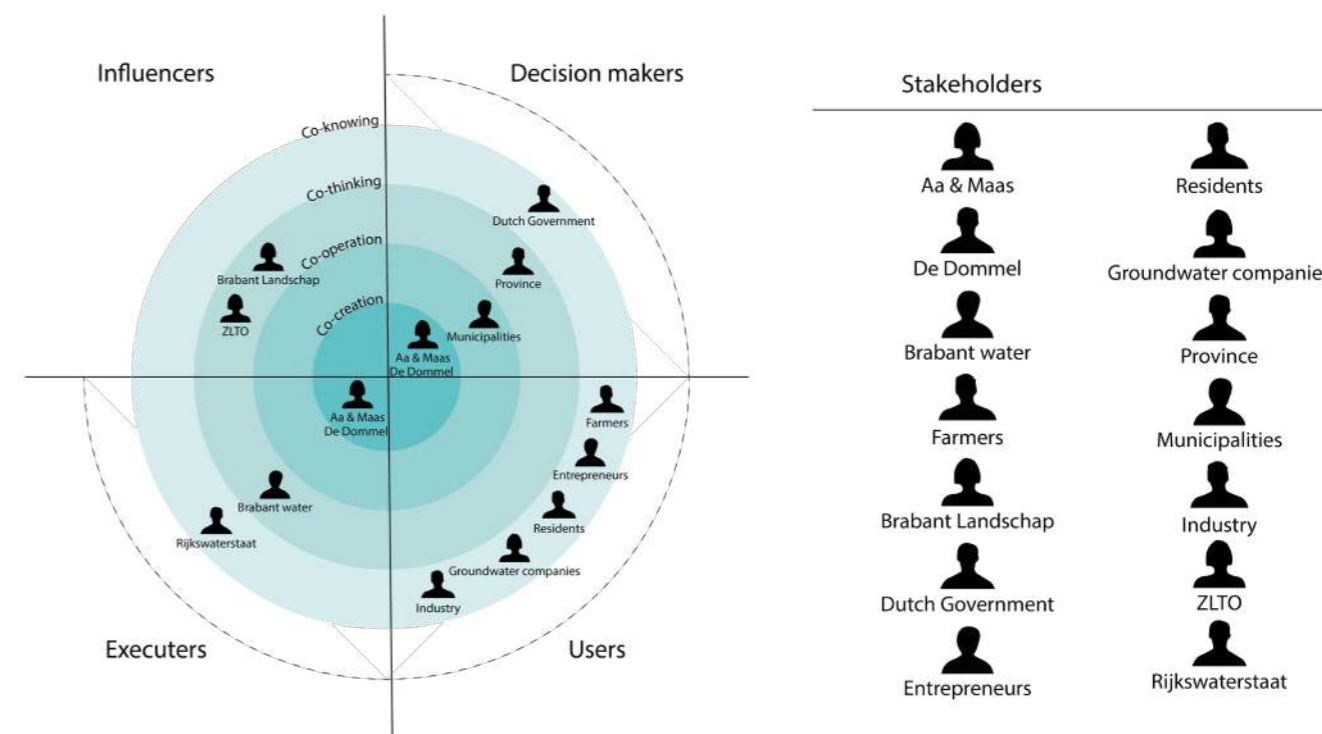 Influencers
Decision makers
Co-knowing
Co-thinking
Co-operation
Co-creation
Dutch Government
Brabant Landschap
Province
ZLTO
Municipalities
Aa & Maas
De Dommel
Aa & Maas
De Dommel
Farmers
Entrepreneurs
Brabant water
Residents
Rijkswaterstaat
Groundwater companies
Industry
Executers
Users
Stakeholders
Aa & Maas
Residents
De Dommel
Groundwater companie
Brabant water
Province
Farmers
Municipalities
Brabant Landschap
Industry
Dutch Government
ZLTO
Entrepreneurs
Rijkswaterstaat